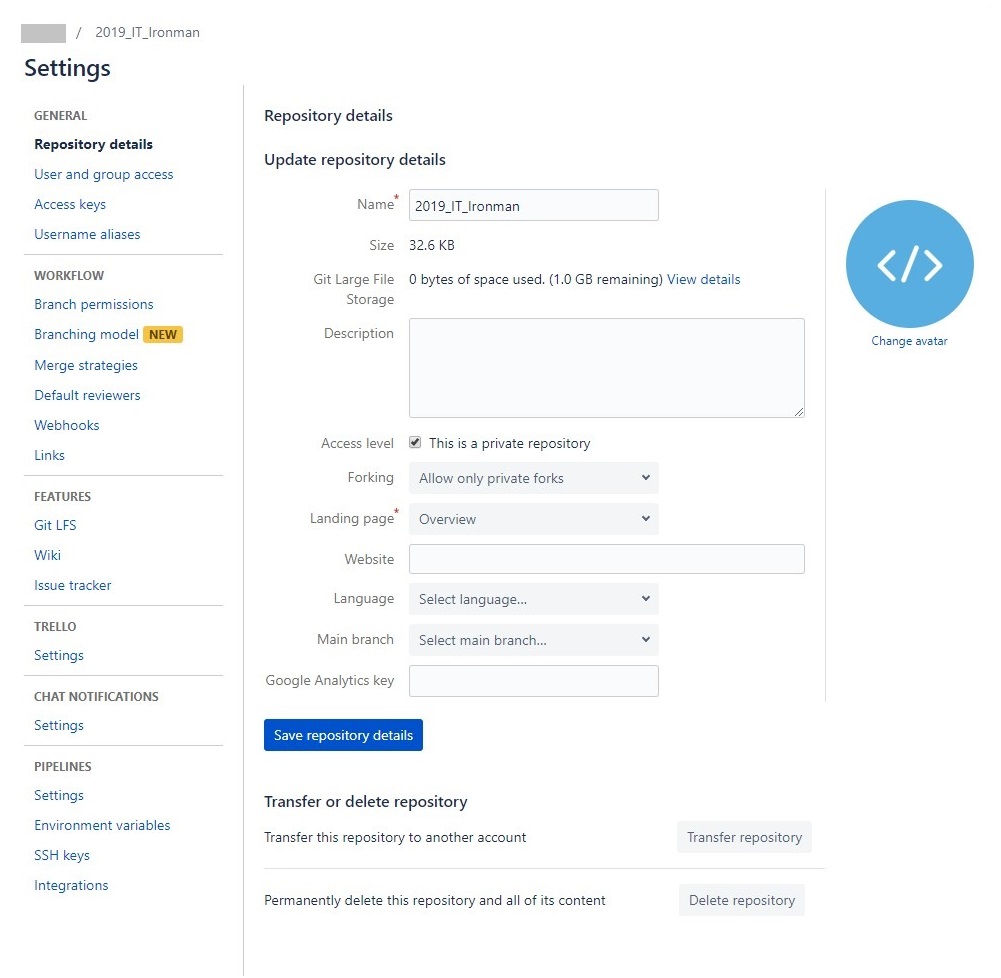 / 2019_IT_Ironman
Settings
GENERAL
Repository details
User and group access
Access keys
Username aliases
WORKFLOW
Branch permissions
Branching model NEW
Merge strategies
Default reviewers
Webhooks
Links
FEATURES
Git LFS
Wiki
Issue tracker
TRELLO
Settings
CHAT NOTIFICATIONS
Settings
PIPELINES
Settings
Environment variables
SSH keys
Integrations
Repository details
Update repository details
Name* 2019_IT_Ironman
Size 32.6 KB
Git Large File 0 bytes of space used. (1.0 GB remaining) View details
Storage
Description
Access level This is a private repository
Forking Allow only private forks
Landing page* Overview
Website
Language Select language...
Main branch Select main branch...
Google Analytics key
Save repository details
</>
Change avatar
Transfer or delete repository
Transfer this repository to another account Transfer repository
Permanently delete this repository and all of its content Delete repository